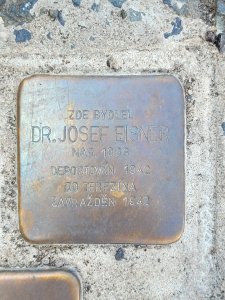 ZDE BYDLEL
DR. JOSEF EISNER
NAR.
DEPORTOVÁN 1942
DO TEREZÍNA
ZAVRAŽDĚN 1942